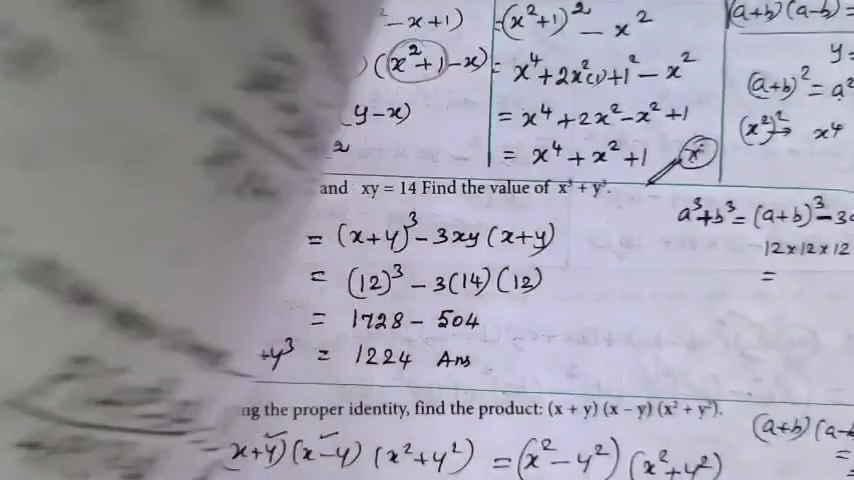 ² - x + 1)
) (x² + 1 - x)
(y - x)
2
= (x² + 1)² - x²
= x⁴ + 2x²(1) + 1² - x²
= x⁴ + 2x² - x² + 1
= x⁴ + x² + 1
(a+b)(a-b) =
y =
(a+b)² = a²
(x²)² → x⁴
and xy = 14 Find the value of x³ + y³.
= (x+y)³ - 3xy (x+y)
= (12)³ - 3(14)(12)
= 1728 - 504
+y³ = 1224 Ans
a³+b³ = (a+b)³ - 3
12x12x12
=
ng the proper identity, find the product: (x + y) (x − y) (x² + y²).
(x+y)(x-y) (x²+y²) = (x² - y²) (x² + y²)
(a+b)(a-b
=